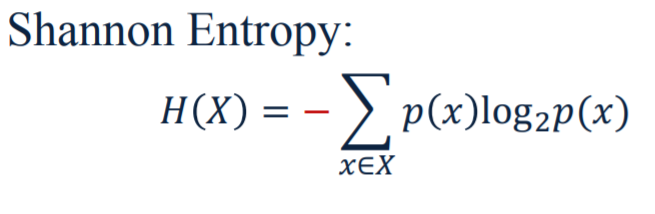 Shannon Entropy:
H(X) = − ∑ p(x)log₂p(x)
x∈X